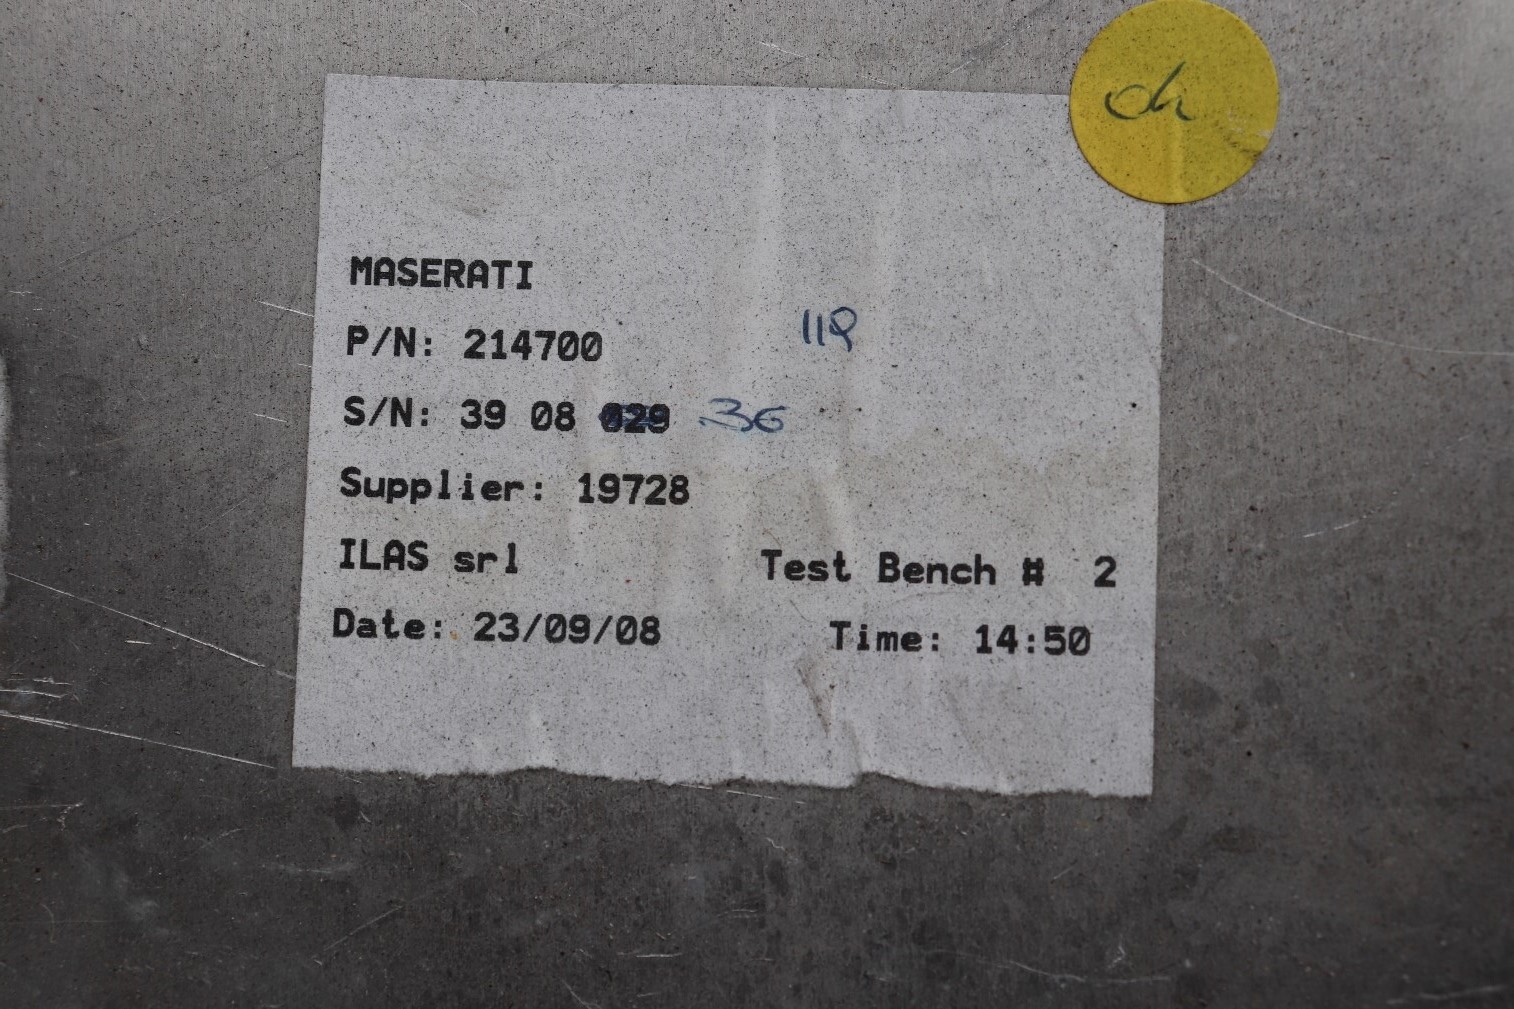 ok
MASERATI
P/N: 214700
118
S/N: 39 08 029 36
Supplier: 19728
ILAS srl
Test Bench # 2
Date: 23/09/08
Time: 14:50